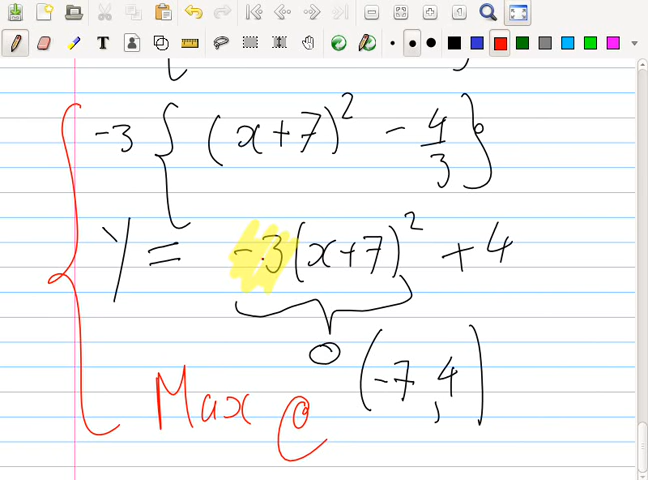 -3 { (x+7)² - 4/3 }
y = -3(x+7)² + 4
0 (-7, 4)
Max @